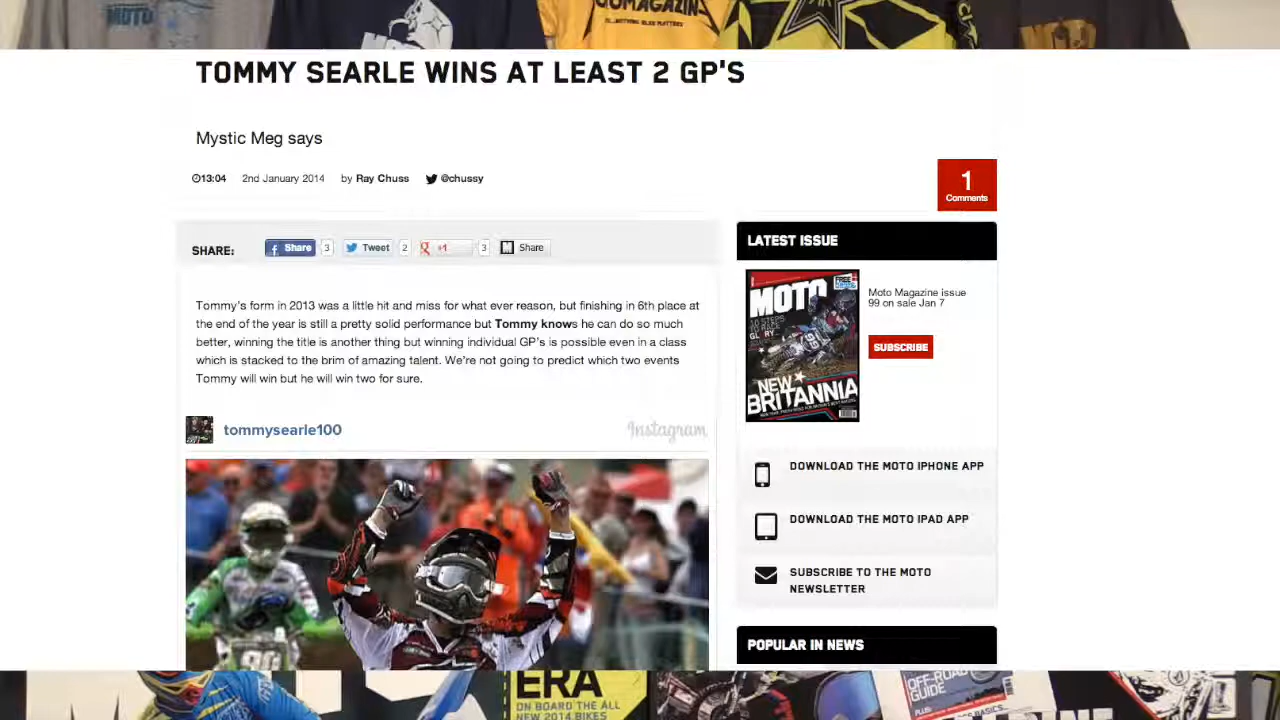 MOTO
GOMAGAZIN
TOMMY SEARLE WINS AT LEAST 2 GP'S
Mystic Meg says
13:04 2nd January 2014 by Ray Chuss @chussy
1
Comments
SHARE: Share 3 Tweet 2 +1 3 Share
Tommy's form in 2013 was a little hit and miss for what ever reason, but finishing in 6th place at
the end of the year is still a pretty solid performance but Tommy knows he can do so much
better, winning the title is another thing but winning individual GP's is possible even in a class
which is stacked to the brim of amazing talent. We're not going to predict which two events
Tommy will win but he will win two for sure.
tommysearle100
Instagram
LATEST ISSUE
MOTO
FREE
NEW
BRITANNIA
Moto Magazine issue
99 on sale Jan 7
SUBSCRIBE
DOWNLOAD THE MOTO IPHONE APP
DOWNLOAD THE MOTO IPAD APP
SUBSCRIBE TO THE MOTO
NEWSLETTER
POPULAR IN NEWS
ERA
ON BOARD THE ALL
NEW 2014 BIKES
OFF-ROAD
GUIDE